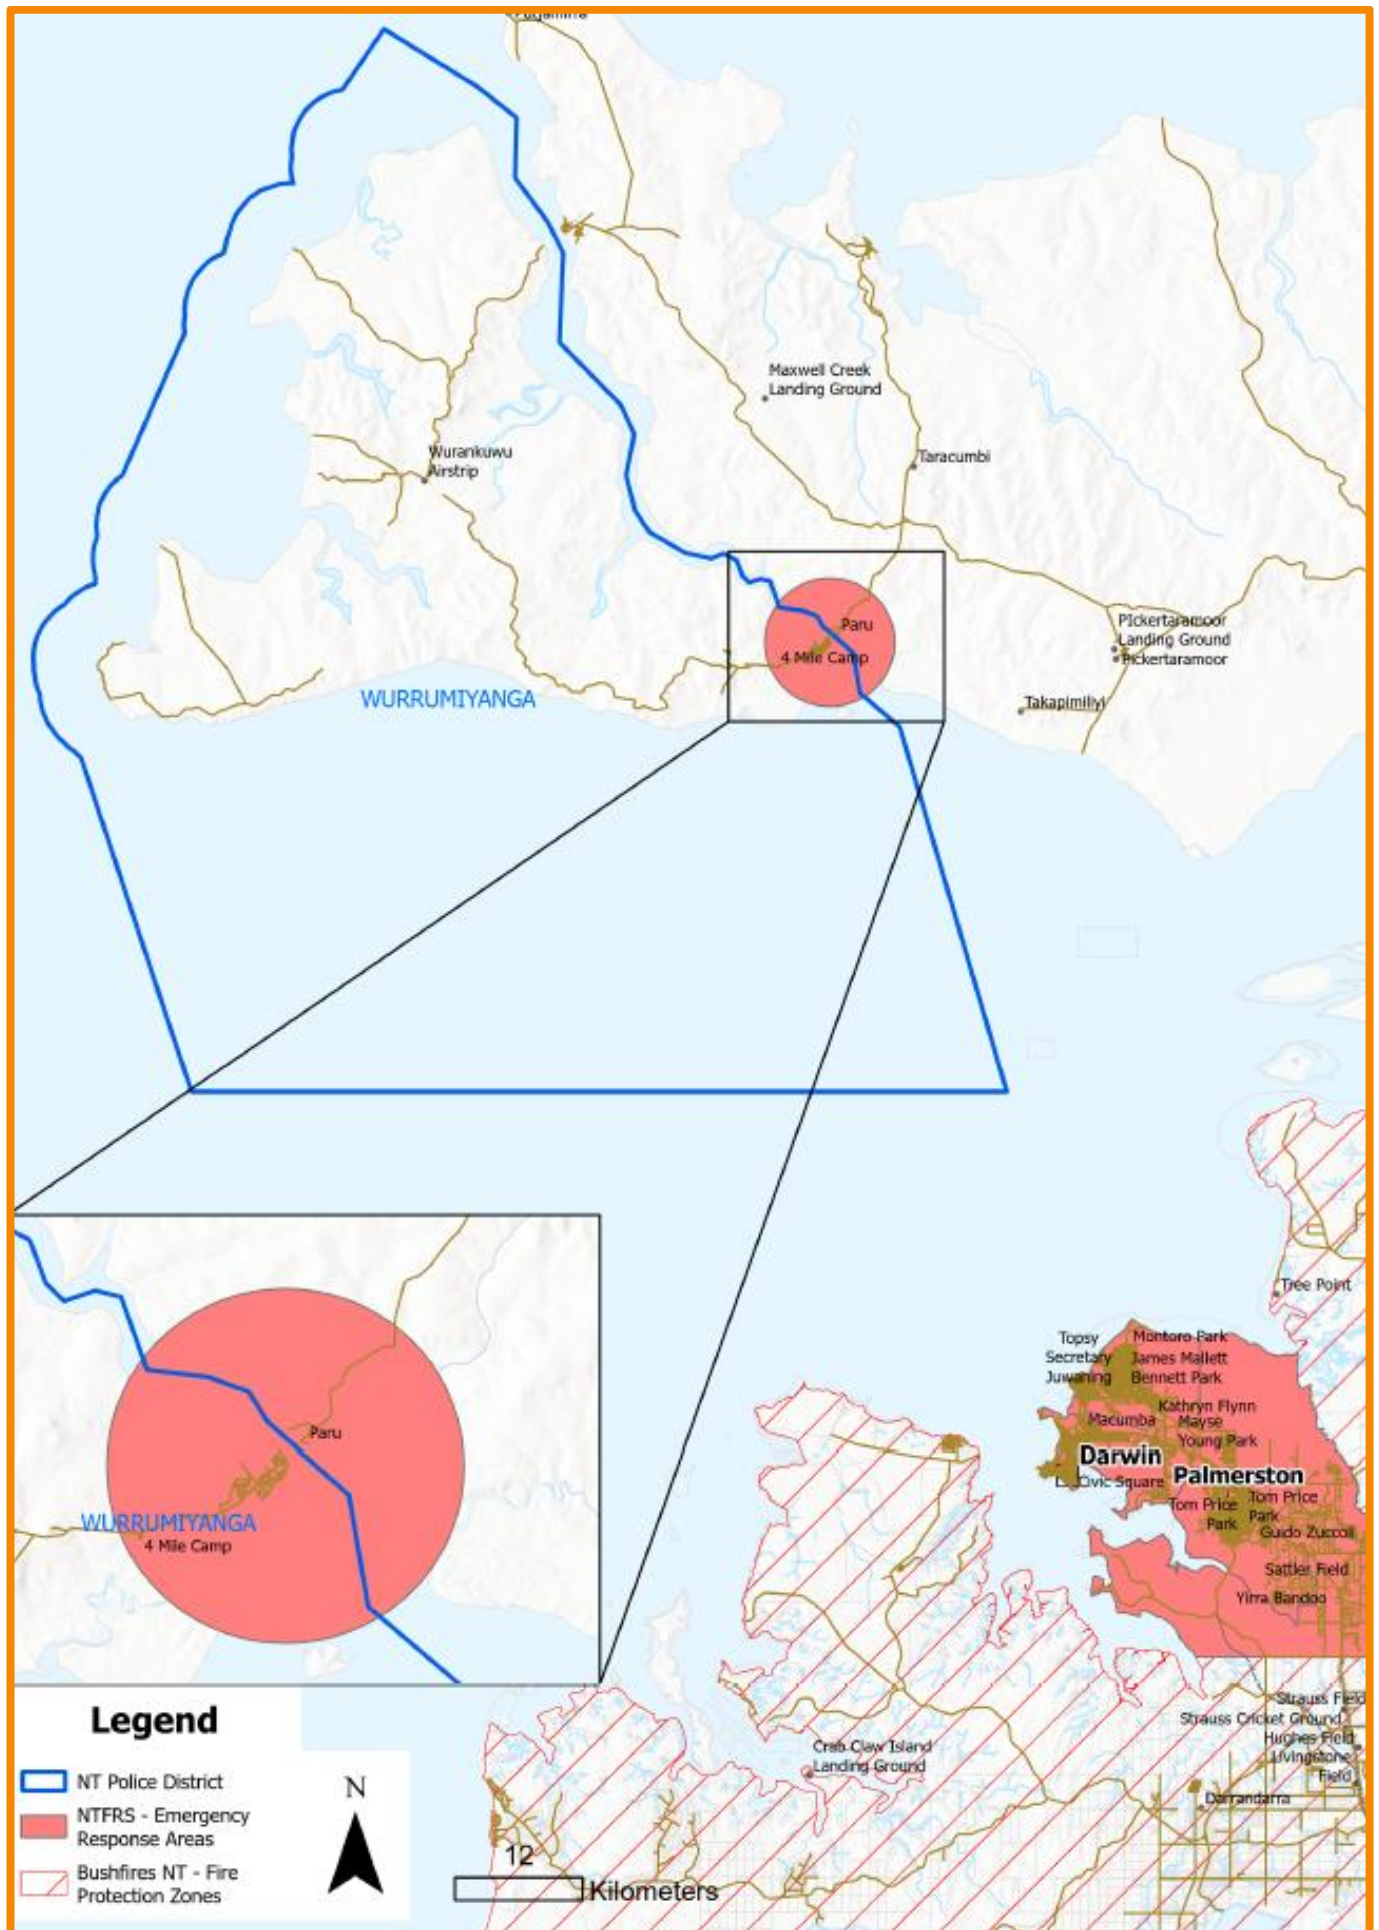 Maxwell Creek
Landing Ground
Wurankuwu
Airstrip
Taracumbi
Paru
4 Mile Camp
PIckertaramoor
Landing Ground
Pickertaramoor
Takapimiliyi
WURRUMIYANGA
Tree Point
Topsy
Secretary
Juwaning
Montoro Park
James Mallett
Bennett Park
Kathryn Flynn
Macumba
Mayse
Young Park
Darwin
Civic Square
Palmerston
Tom Price
Park
Tom Price
Park
Guido Zuccoli
Sattler Field
Yirra Bandoo
Paru
WURRUMIYANGA
4 Mile Camp
Strauss Field
Strauss Cricket Ground
Hughes Field
Livingstone
Field
Darrandarra
Crab Claw Island
Landing Ground
Legend
NT Police District
NTFRS - Emergency
Response Areas
Bushfires NT - Fire
Protection Zones
N
12
Kilometers